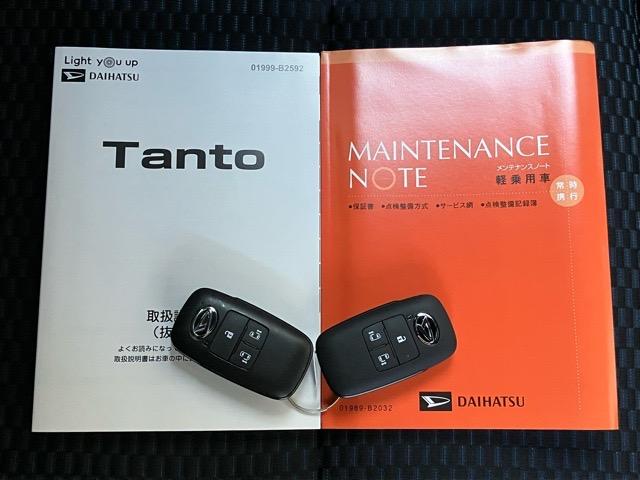 Light you up
DAIHATSU
01999-B2592
Tanto
取扱
(抜
よくお読みになって
取扱説明書はお車の中に
MAINTENANCE
NOTE
メンテナンスノート
軽乗用車
常時
携行
●保証書 ●点検整備方式 ●サービス網 ●点検整備記録簿
01989-B2032
DAIHATSU